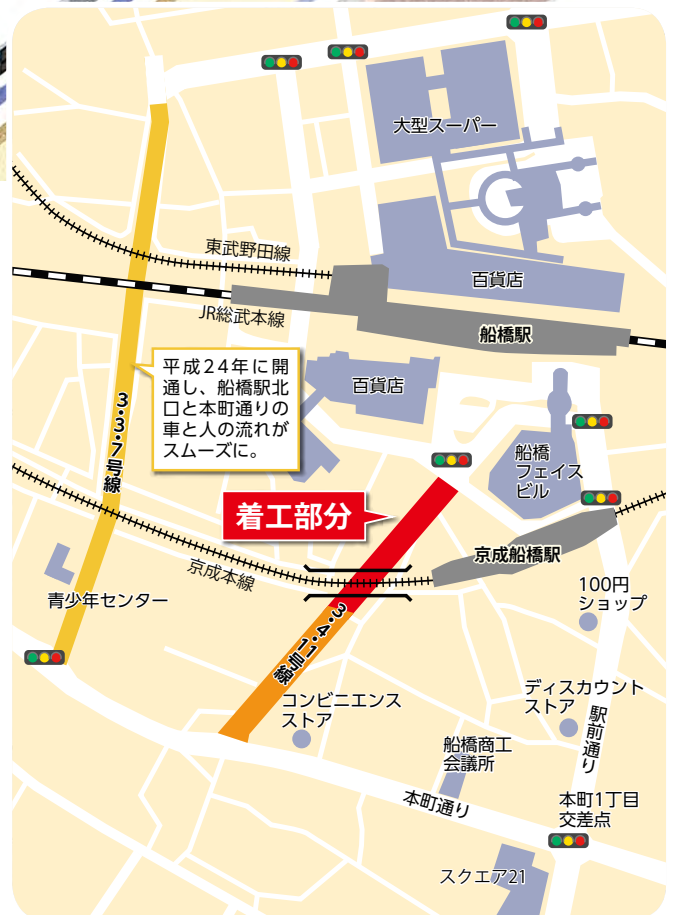 大型スーパー
東武野田線
百貨店
JR総武本線
船橋駅
平成24年に開
通し、船橋駅北
口と本町通りの
車と人の流れが
スムーズに。
百貨店
3・3・7号線
船橋
フェイス
ビル
着工部分
京成本線
京成船橋駅
青少年センター
100円
ショップ
3・4・11号線
コンビニエンス
ストア
ディスカウント
ストア
駅前通り
船橋商工
会議所
本町通り
本町1丁目
交差点
スクエア21